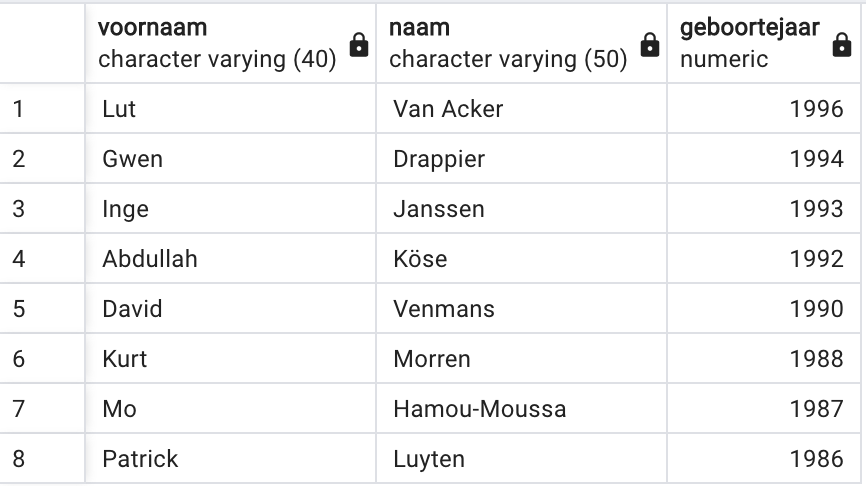 voornaam naam geboortejaar
character varying (40) character varying (50) numeric
1 Lut Van Acker 1996
2 Gwen Drappier 1994
3 Inge Janssen 1993
4 Abdullah Köse 1992
5 David Venmans 1990
6 Kurt Morren 1988
7 Mo Hamou-Moussa 1987
8 Patrick Luyten 1986